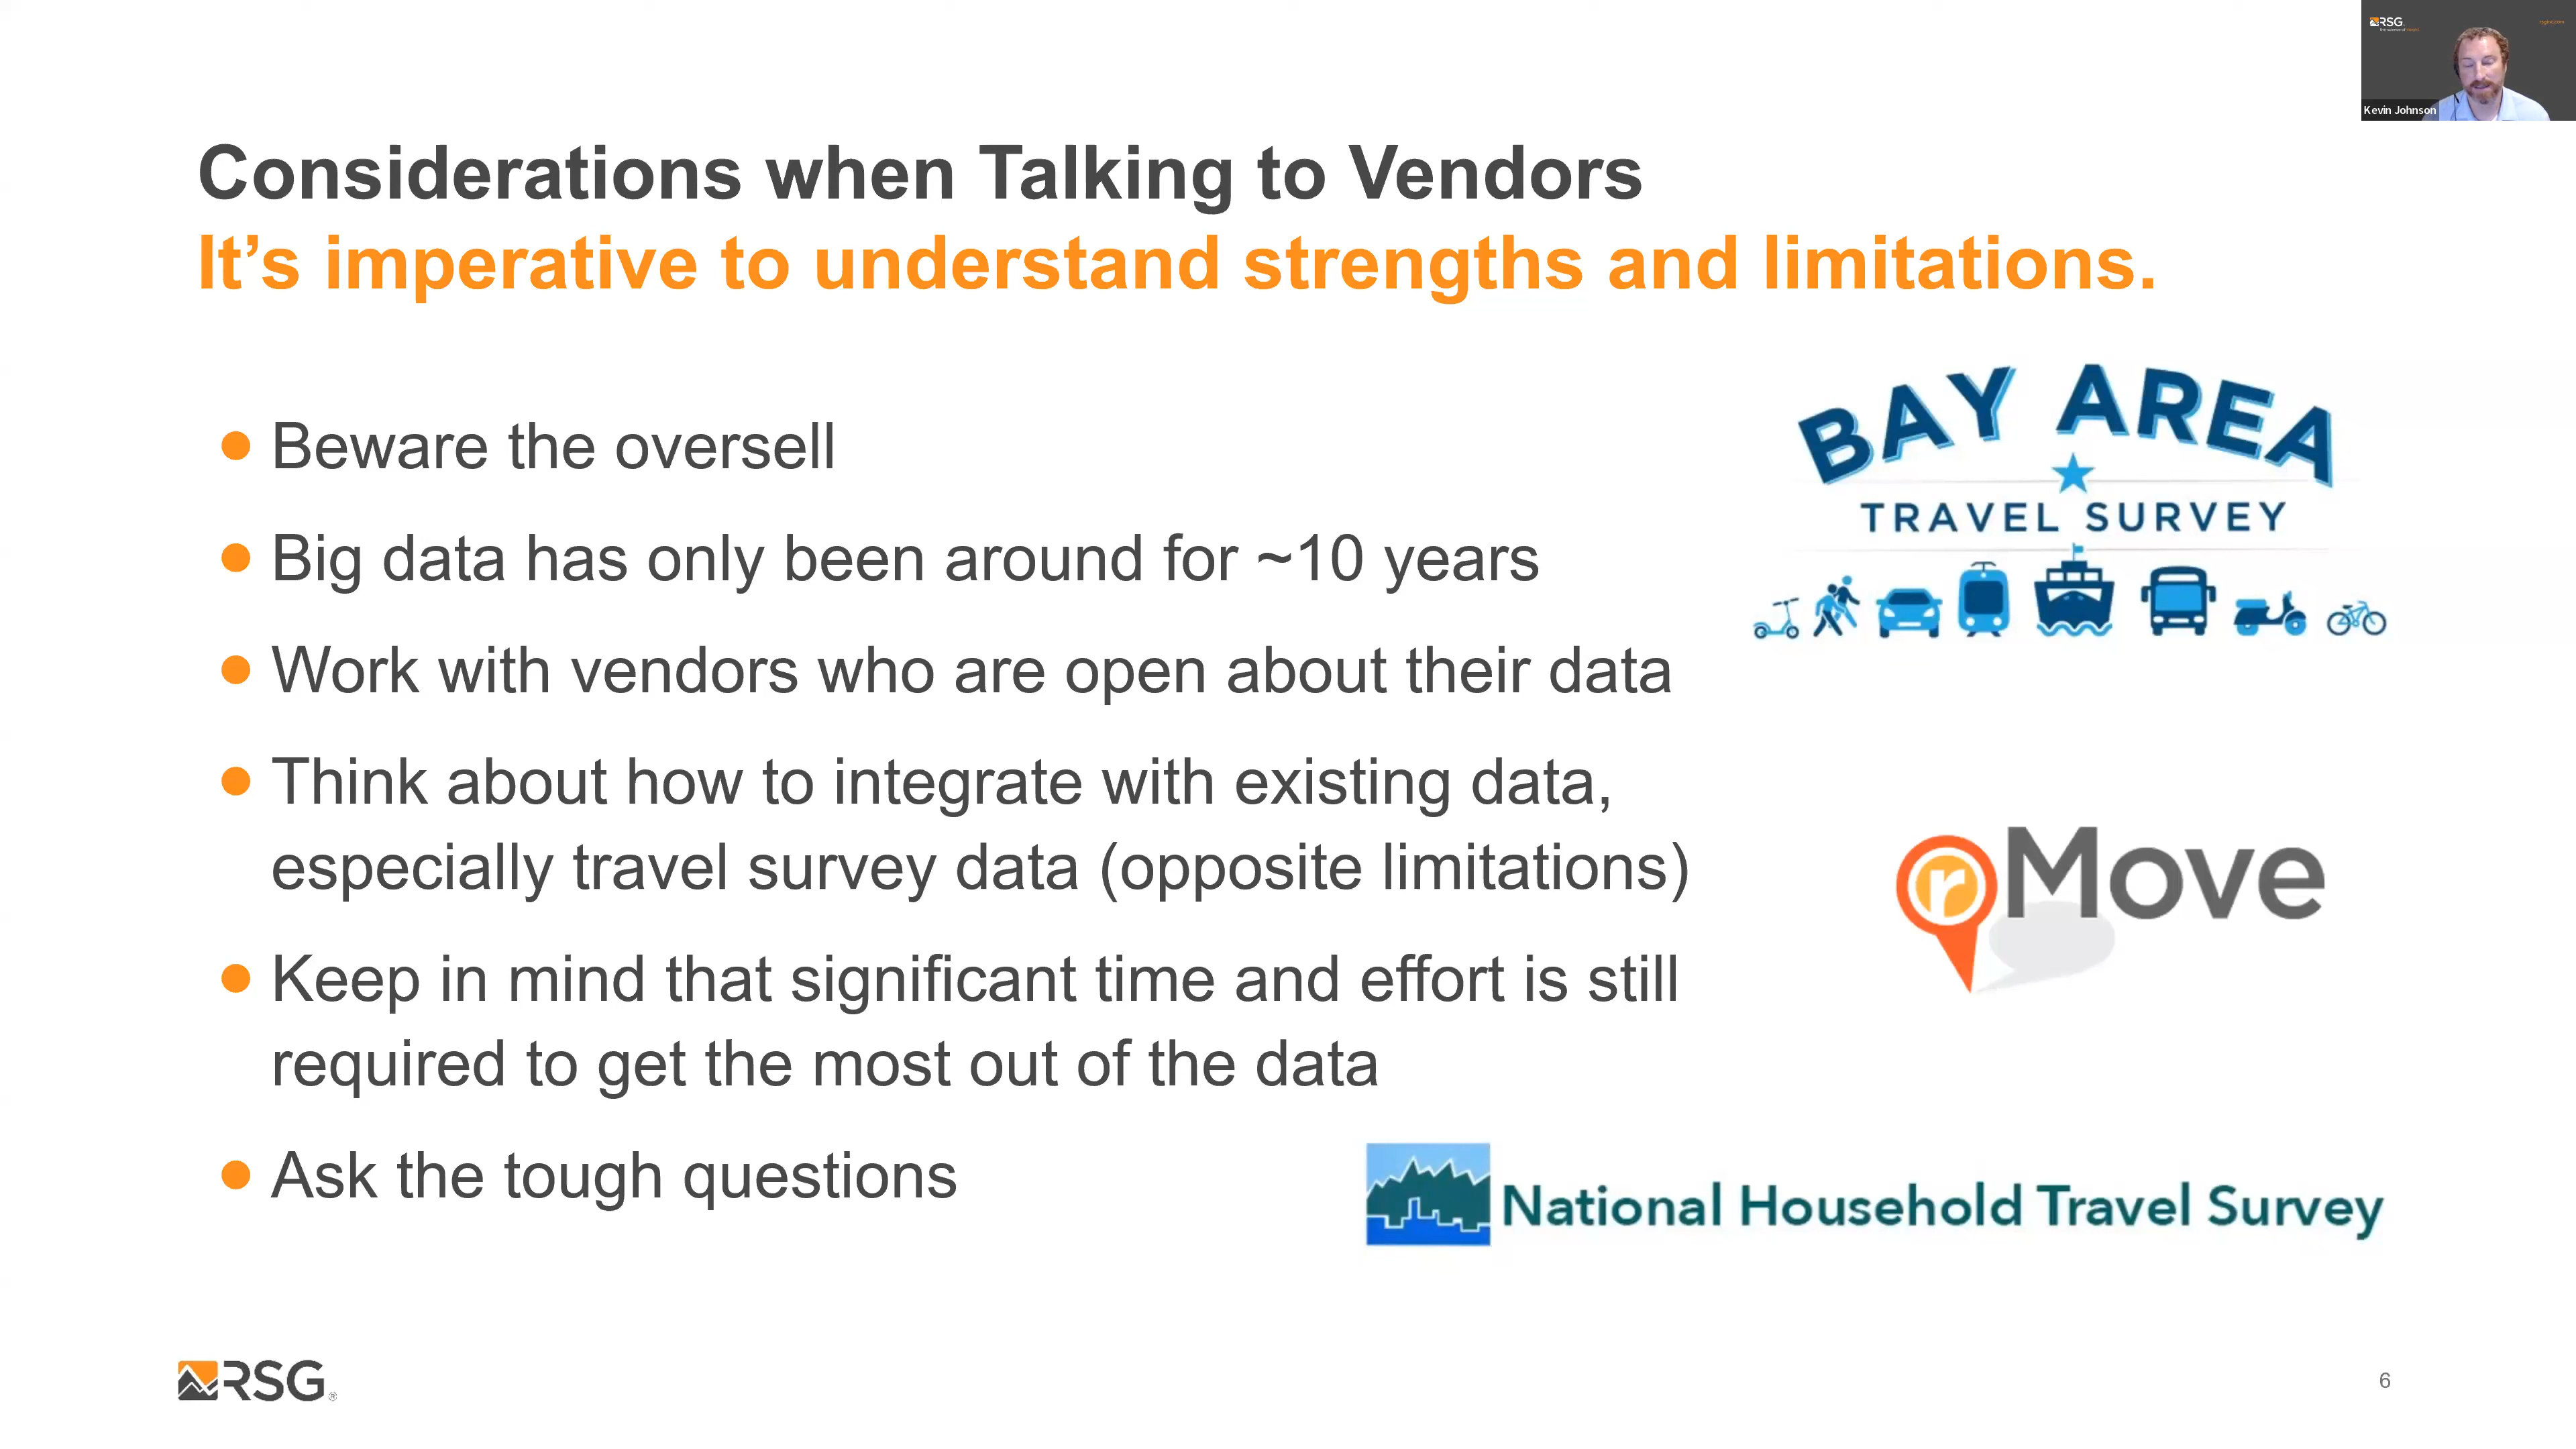 RSG
Kevin Johnson
Considerations when Talking to Vendors
It's imperative to understand strengths and limitations.
Beware the oversell
Big data has only been around for ~10 years
Work with vendors who are open about their data
Think about how to integrate with existing data,
especially travel survey data (opposite limitations)
Keep in mind that significant time and effort is still
required to get the most out of the data
Ask the tough questions
BAY AREA
TRAVEL SURVEY
rMove
National Household Travel Survey
RSG®
6